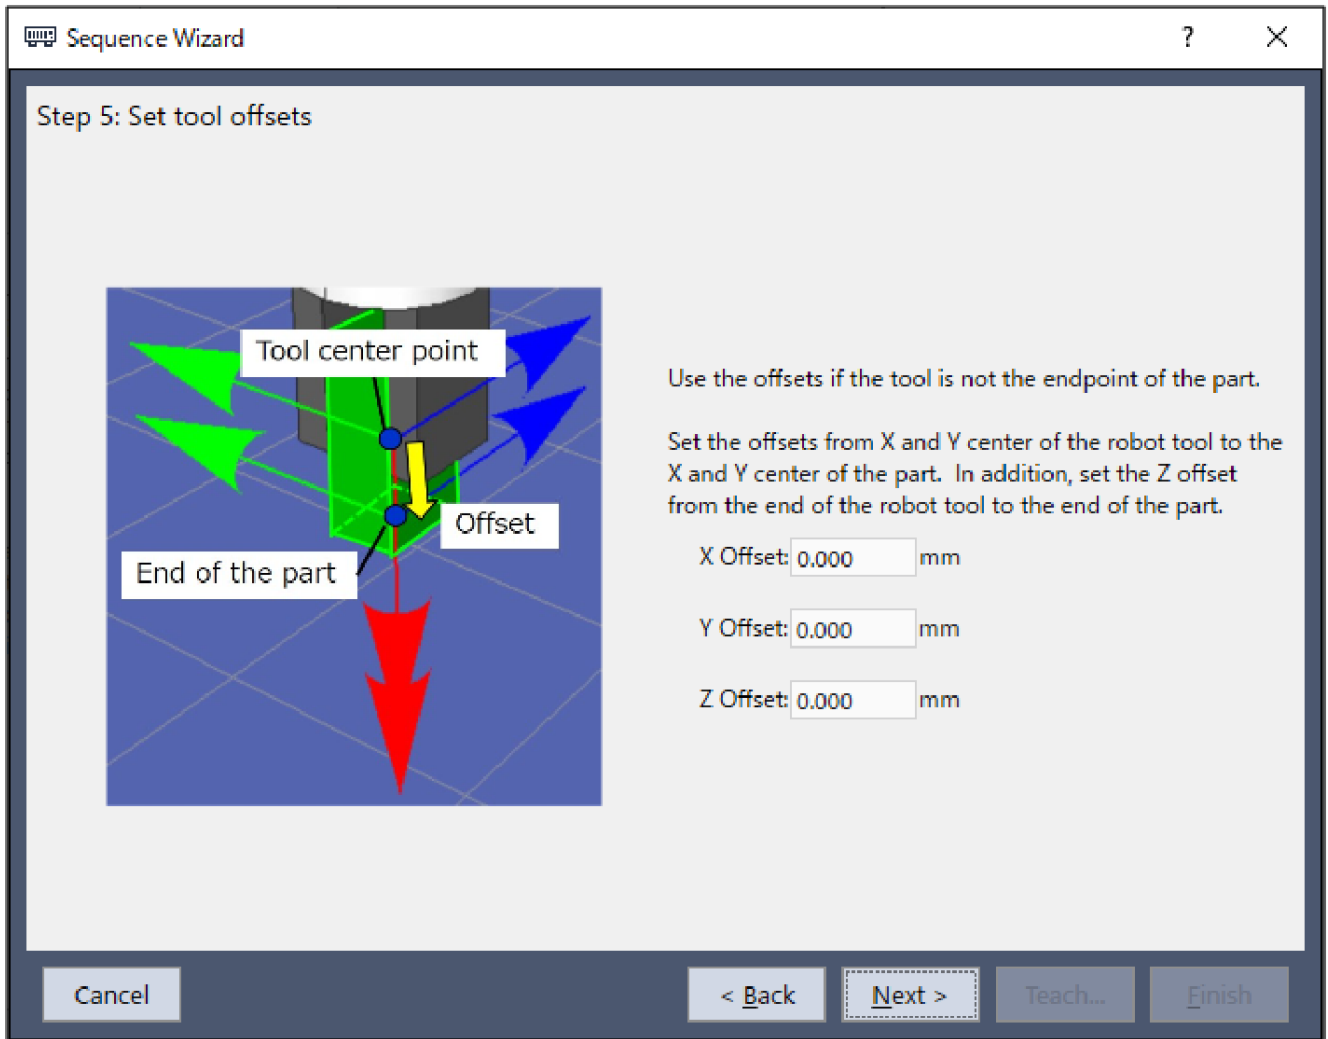 Sequence Wizard
?
Step 5: Set tool offsets
Tool center point
Offset
End of the part
Use the offsets if the tool is not the endpoint of the part.
Set the offsets from X and Y center of the robot tool to the
X and Y center of the part.  In addition, set the Z offset
from the end of the robot tool to the end of the part.
X Offset: 0.000 mm
Y Offset: 0.000 mm
Z Offset: 0.000 mm
Cancel < Back Next > Teach... Finish